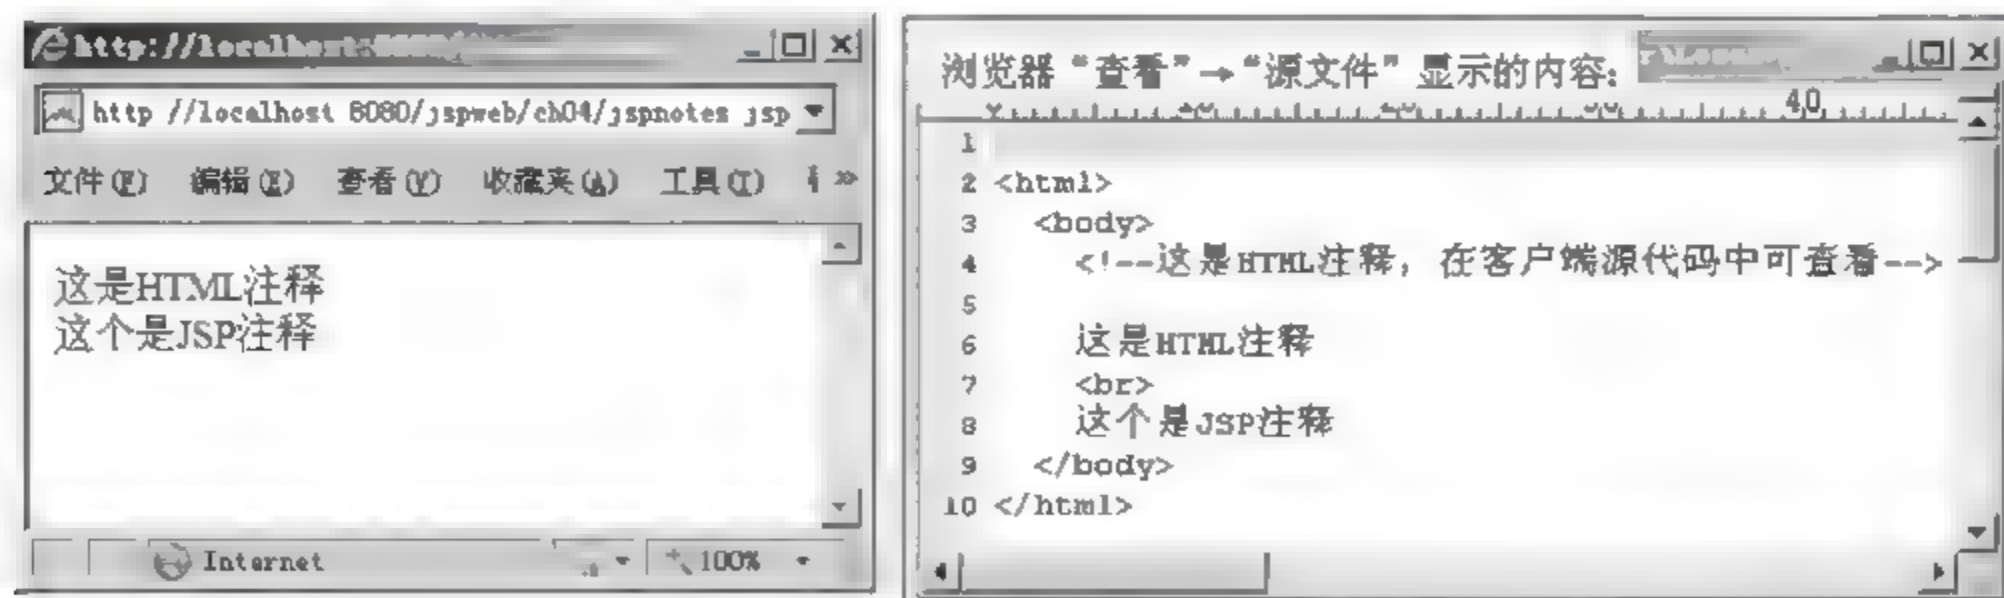 http://localhost
http //localhost 8080/jspweb/ch04/jspnotes jsp
文件(F) 编辑(E) 查看(V) 收藏夹(A) 工具(T)
这是HTML注释
这个是JSP注释
Internet
100%
浏览器“查看”→“源文件”显示的内容:
40
1
2 <html>
3 <body>
4 <!--这是HTML注释，在客户端源代码中可查看-->
5
6 这是HTML注释
7 <br>
8 这个是JSP注释
9 </body>
10 </html>